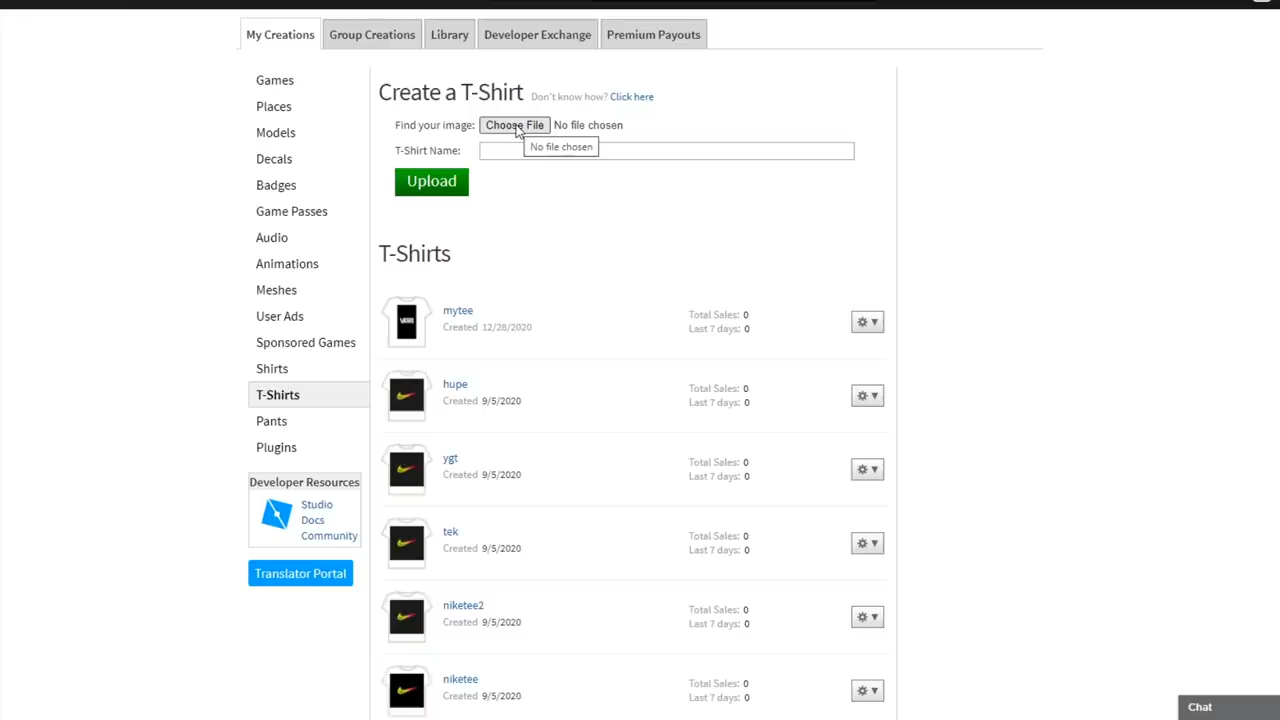 My Creations
Group Creations
Library
Developer Exchange
Premium Payouts
Games
Places
Models
Decals
Badges
Game Passes
Audio
Animations
Meshes
User Ads
Sponsored Games
Shirts
T-Shirts
Pants
Plugins
Developer Resources
Studio
Docs
Community
Translator Portal
Create a T-Shirt Don't know how? Click here
Find your image: Choose File No file chosen
No file chosen
T-Shirt Name:
Upload
T-Shirts
mytee
Created 12/28/2020
Total Sales: 0
Last 7 days: 0
hupe
Created 9/5/2020
Total Sales: 0
Last 7 days: 0
ygt
Created 9/5/2020
Total Sales: 0
Last 7 days: 0
tek
Created 9/5/2020
Total Sales: 0
Last 7 days: 0
niketee2
Created 9/5/2020
Total Sales: 0
Last 7 days: 0
niketee
Created 9/5/2020
Total Sales: 0
Last 7 days: 0
Chat